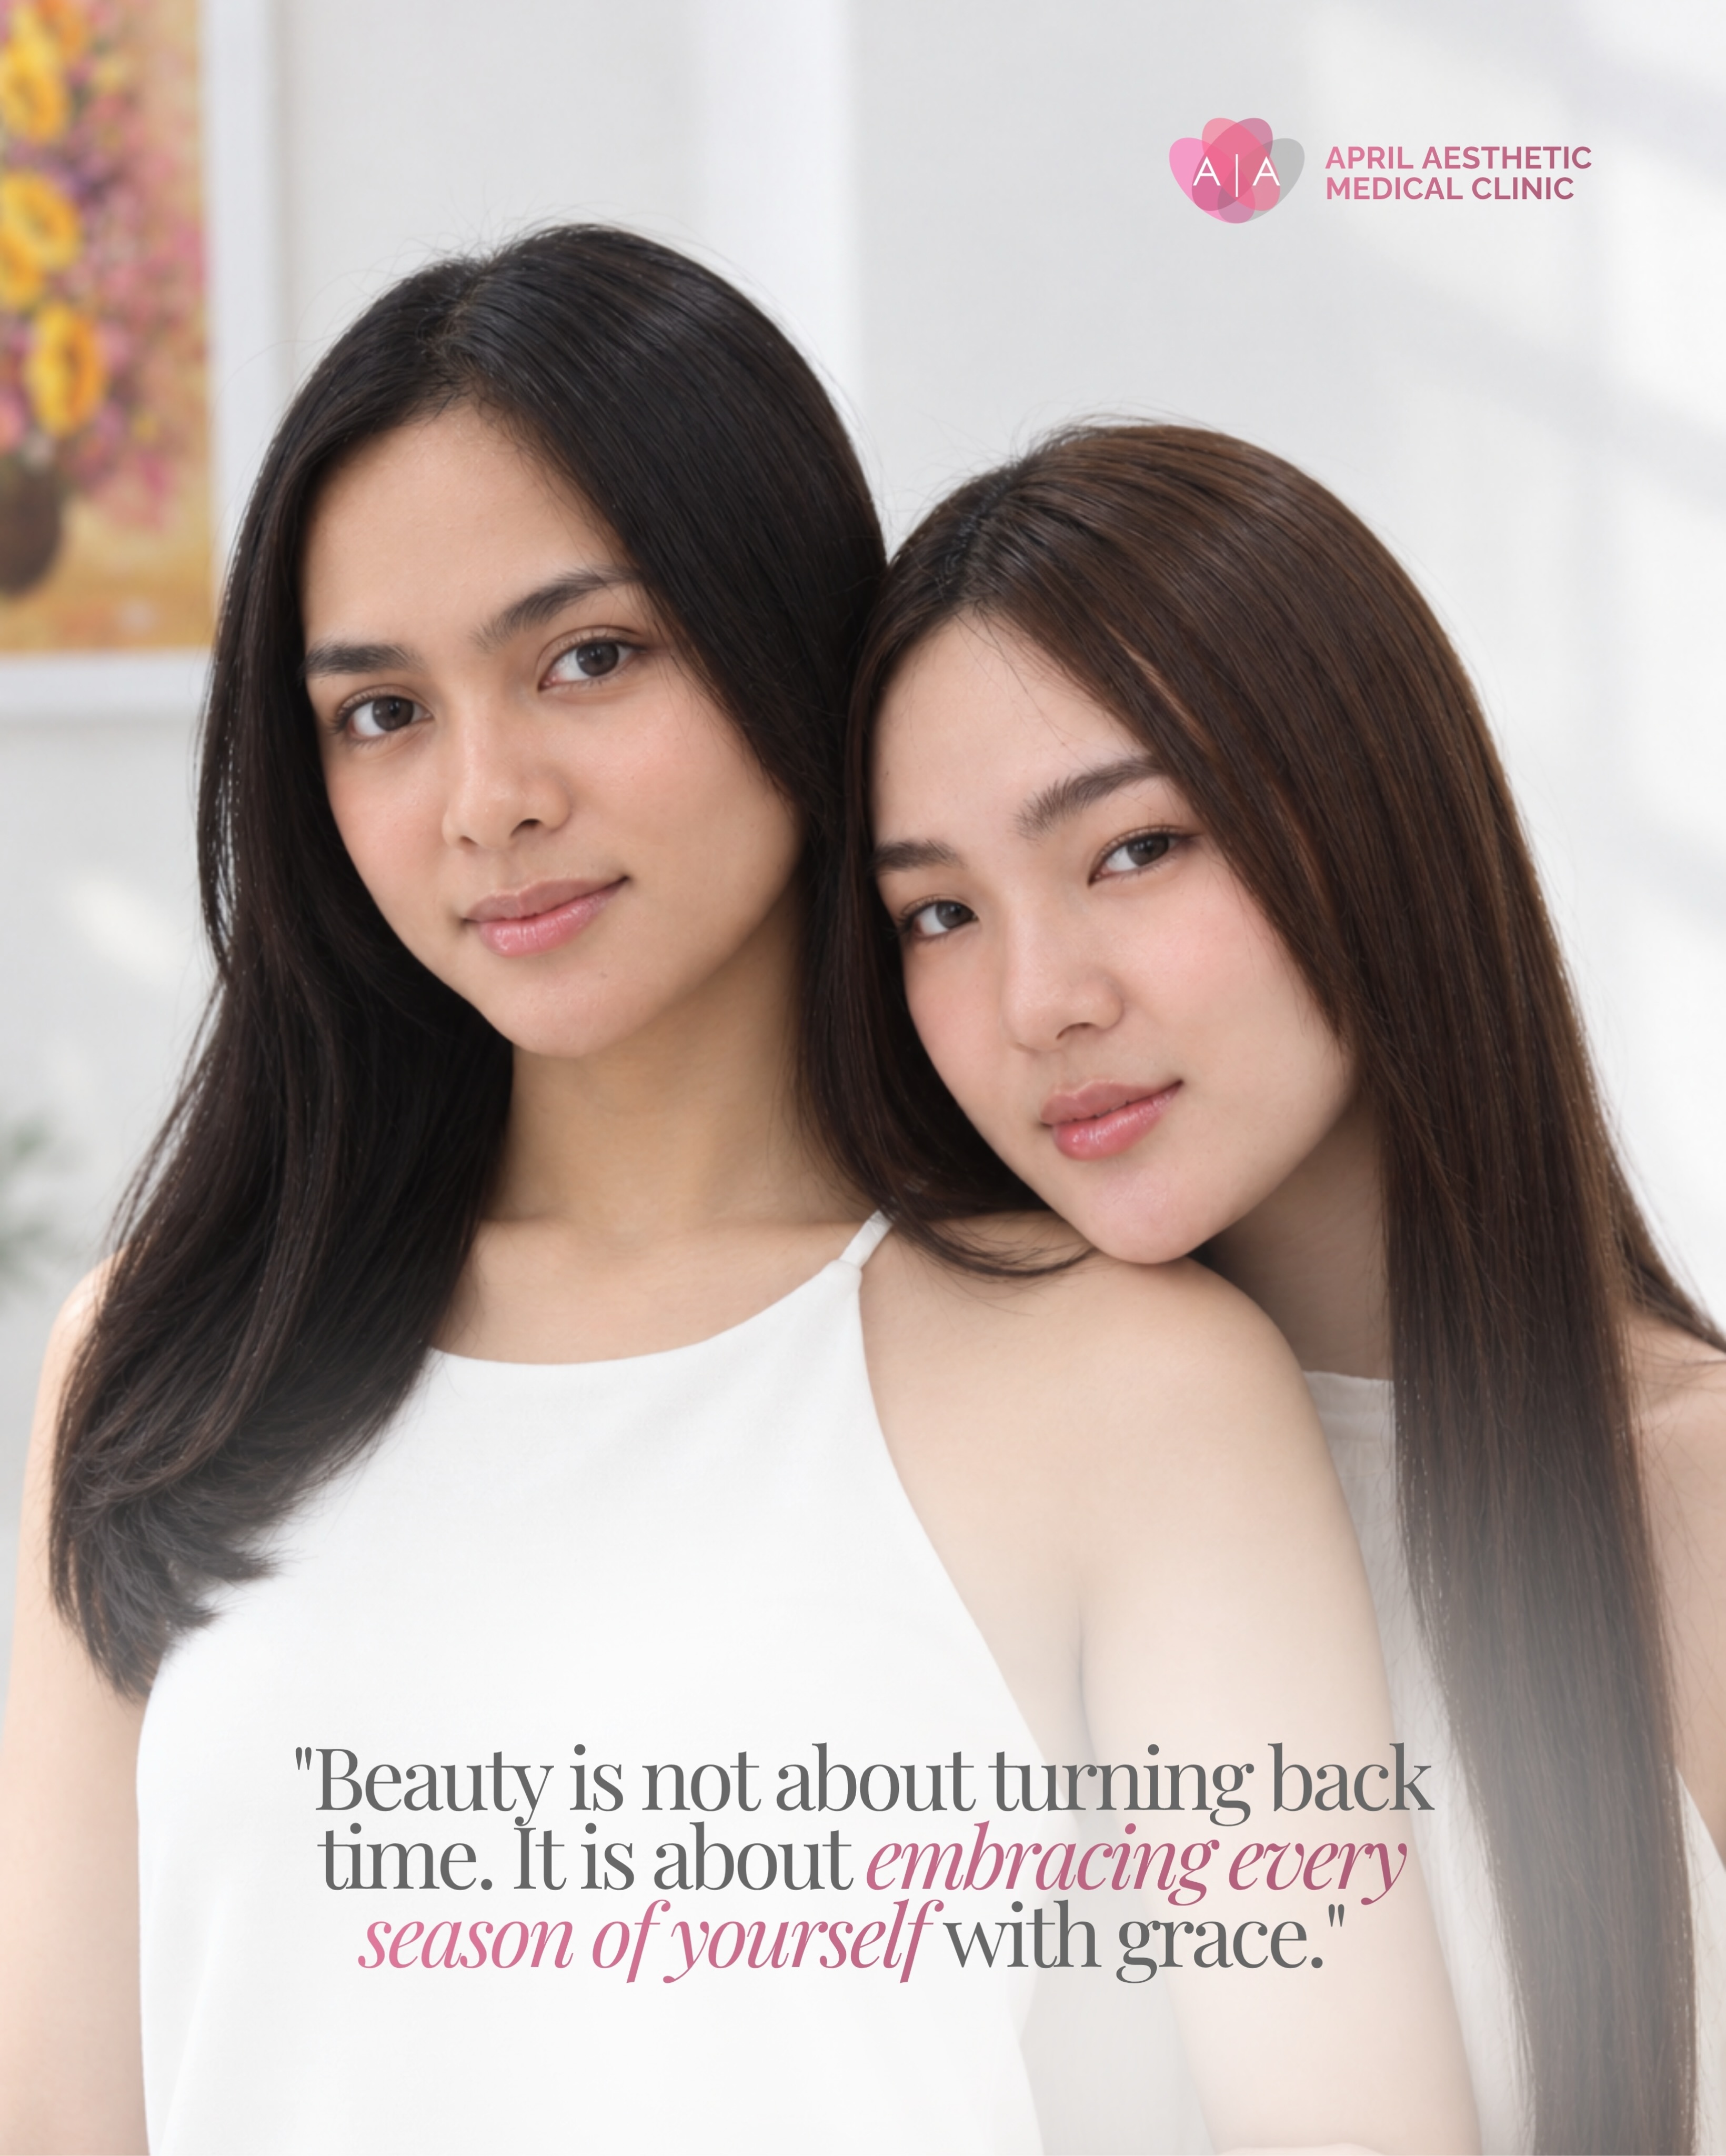 A|A
APRIL AESTHETIC
MEDICAL CLINIC
"Beauty is not about turning back
time. It is about embracing every
season of yourself with grace."